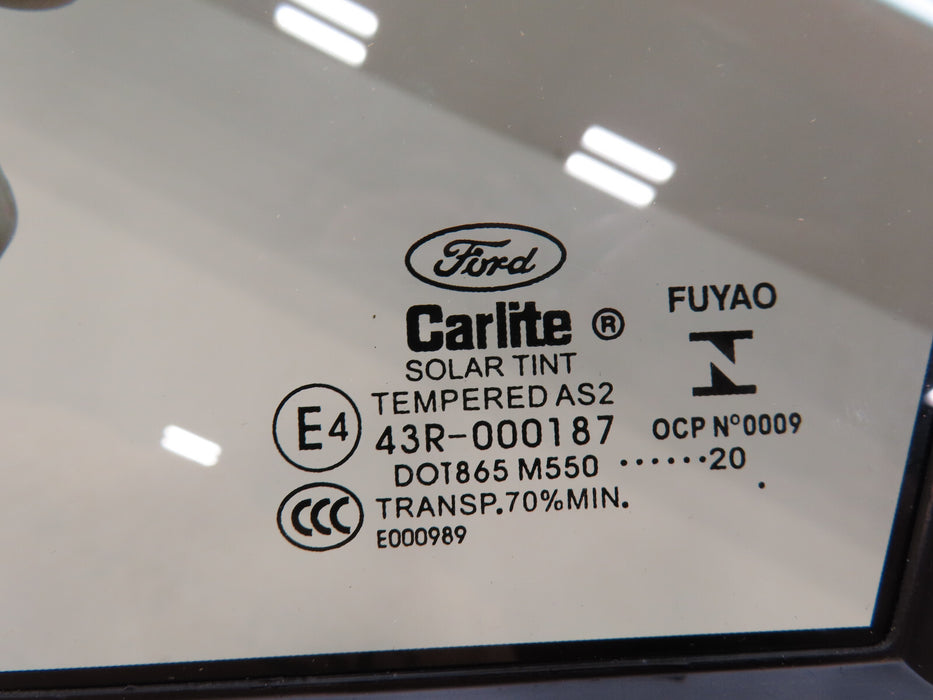 Ford
Carlite ®
SOLAR TINT
TEMPERED AS2
E4
43R-000187
DOT865 M550 ······20
CCC
TRANSP.70%MIN.
E000989
FUYAO
OCP Nº0009